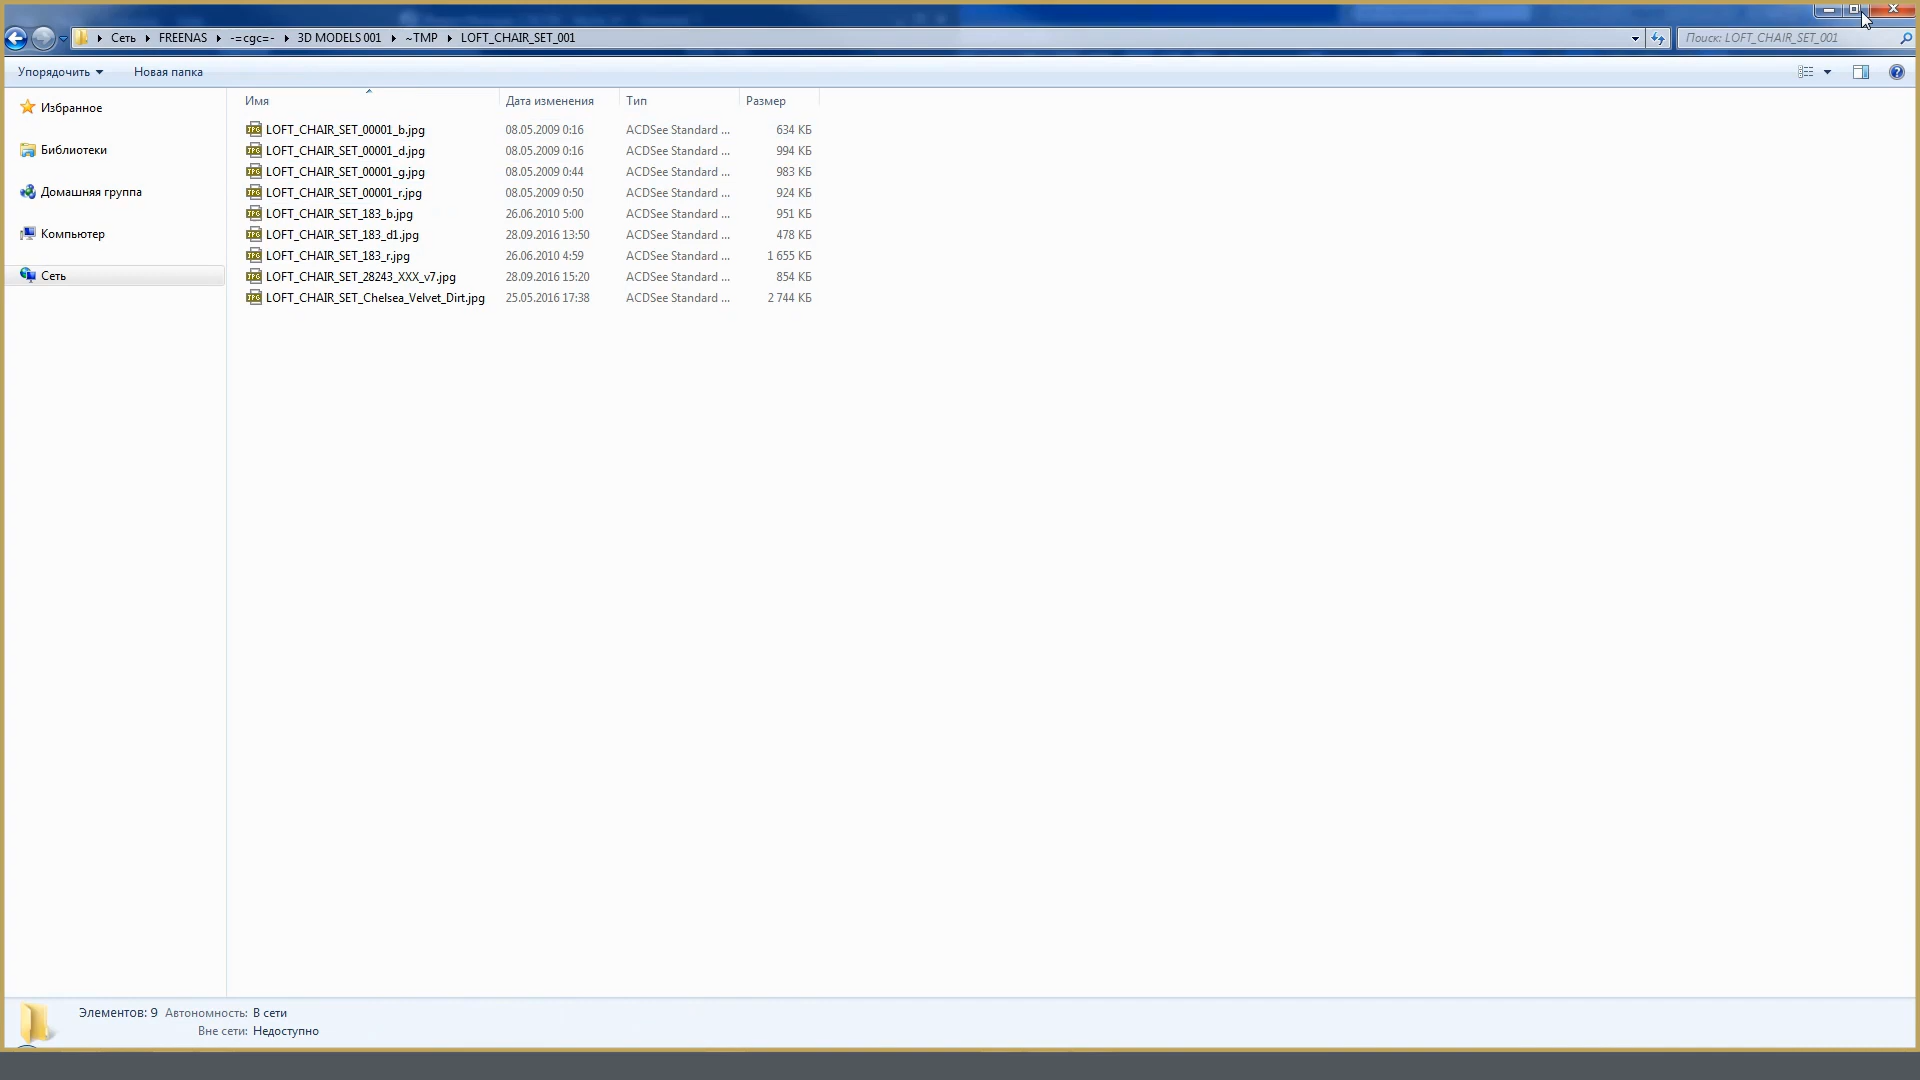 Сеть ▸ FREENAS ▸ -=cgc=- ▸ 3D MODELS 001 ▸ ~TMP ▸ LOFT_CHAIR_SET_001
Поиск: LOFT_CHAIR_SET_001
Упорядочить Новая папка
Избранное
Библиотеки
Домашняя группа
Компьютер
Сеть
Имя Дата изменения Тип Размер
LOFT_CHAIR_SET_00001_b.jpg 08.05.2009 0:16 ACDSee Standard ... 634 КБ
LOFT_CHAIR_SET_00001_d.jpg 08.05.2009 0:16 ACDSee Standard ... 994 КБ
LOFT_CHAIR_SET_00001_g.jpg 08.05.2009 0:44 ACDSee Standard ... 983 КБ
LOFT_CHAIR_SET_00001_r.jpg 08.05.2009 0:50 ACDSee Standard ... 924 КБ
LOFT_CHAIR_SET_183_b.jpg 26.06.2010 5:00 ACDSee Standard ... 951 КБ
LOFT_CHAIR_SET_183_d1.jpg 28.09.2016 13:50 ACDSee Standard ... 478 КБ
LOFT_CHAIR_SET_183_r.jpg 26.06.2010 4:59 ACDSee Standard ... 1 655 КБ
LOFT_CHAIR_SET_28243_XXX_v7.jpg 28.09.2016 15:20 ACDSee Standard ... 854 КБ
LOFT_CHAIR_SET_Chelsea_Velvet_Dirt.jpg 25.05.2016 17:38 ACDSee Standard ... 2 744 КБ
Элементов: 9 Автономность: В сети
Вне сети: Недоступно